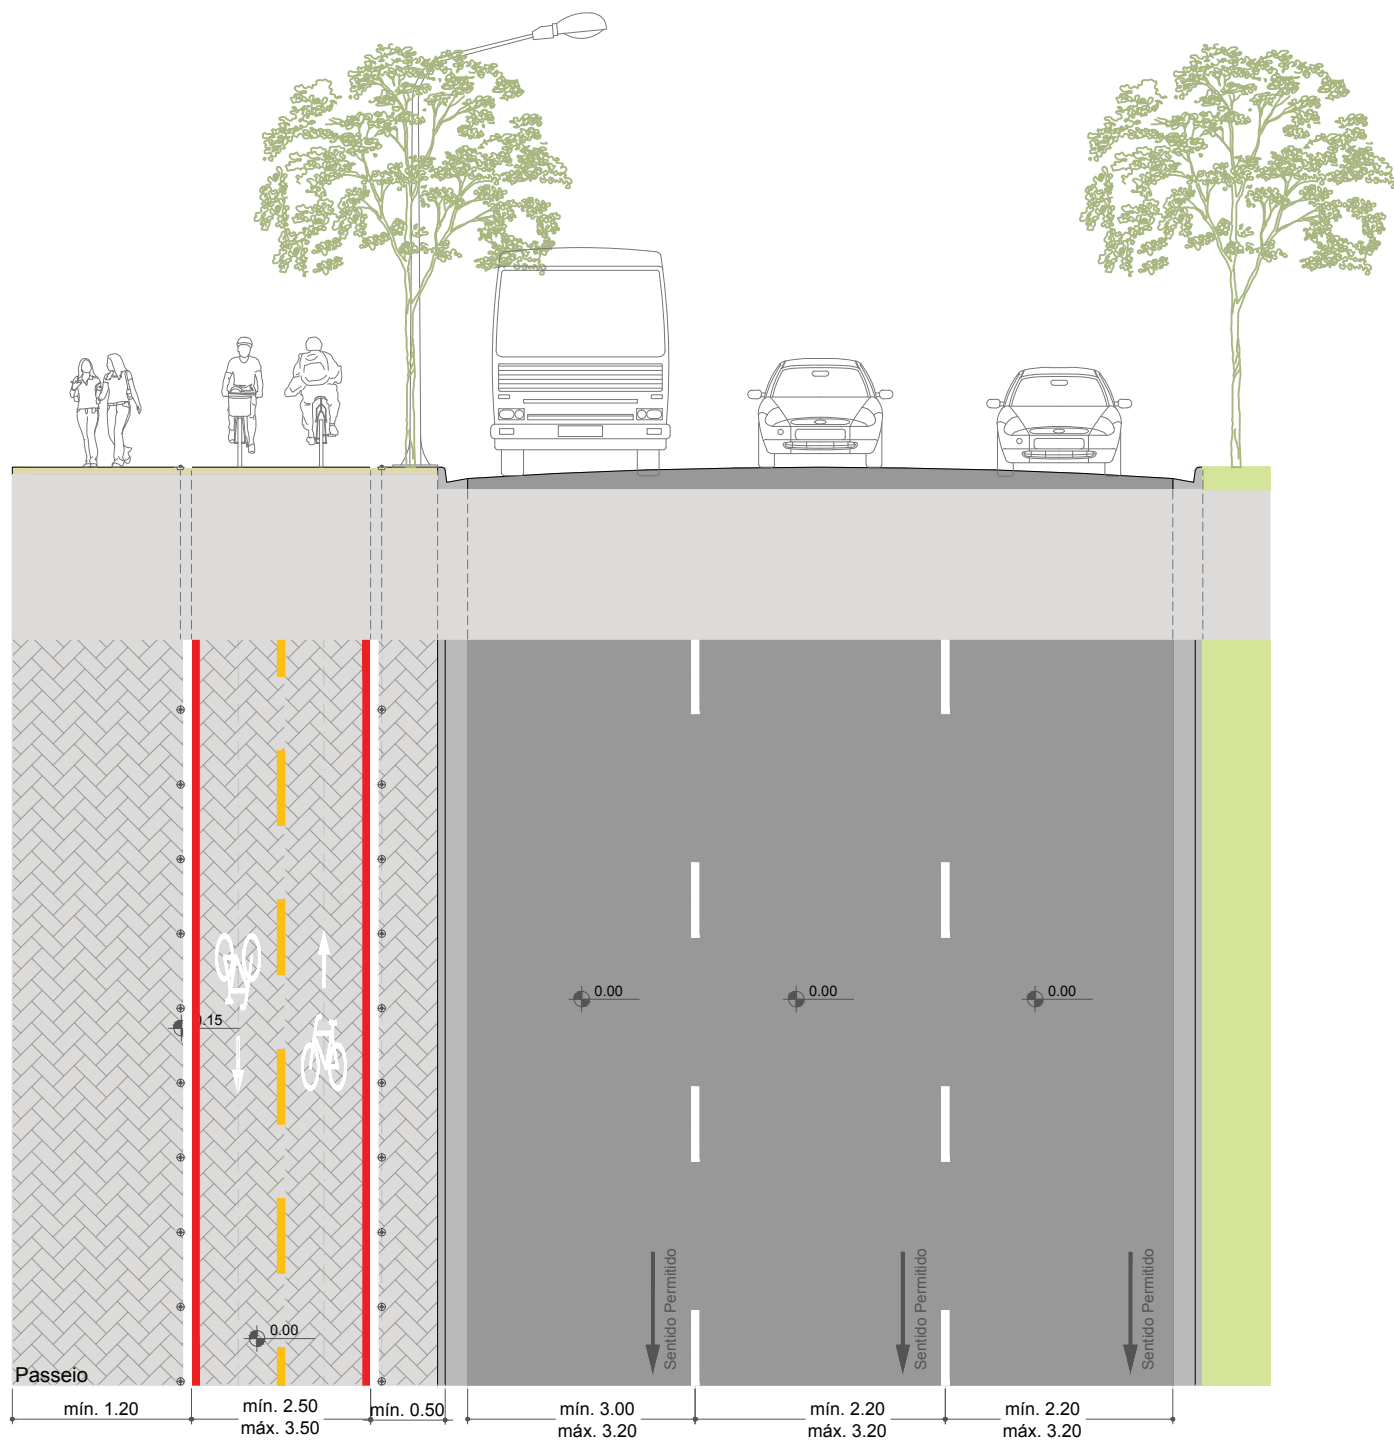 0.00
0.00
0.00
0.15
Sentido Permitido
Sentido Permitido
Sentido Permitido
0.00
Passeio
mín. 1.20
mín. 2.50
máx. 3.50
mín. 0.50
mín. 3.00
máx. 3.20
mín. 2.20
máx. 3.20
mín. 2.20
máx. 3.20